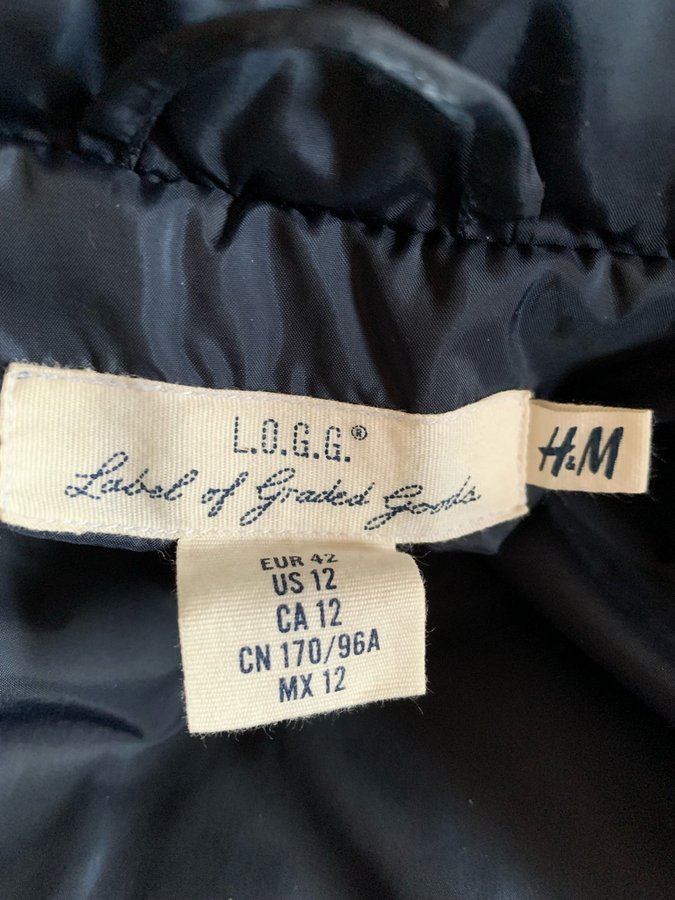 L.O.G.G.®
Label of Graded Goods
H&M
EUR 42
US 12
CA 12
CN 170/96A
MX 12